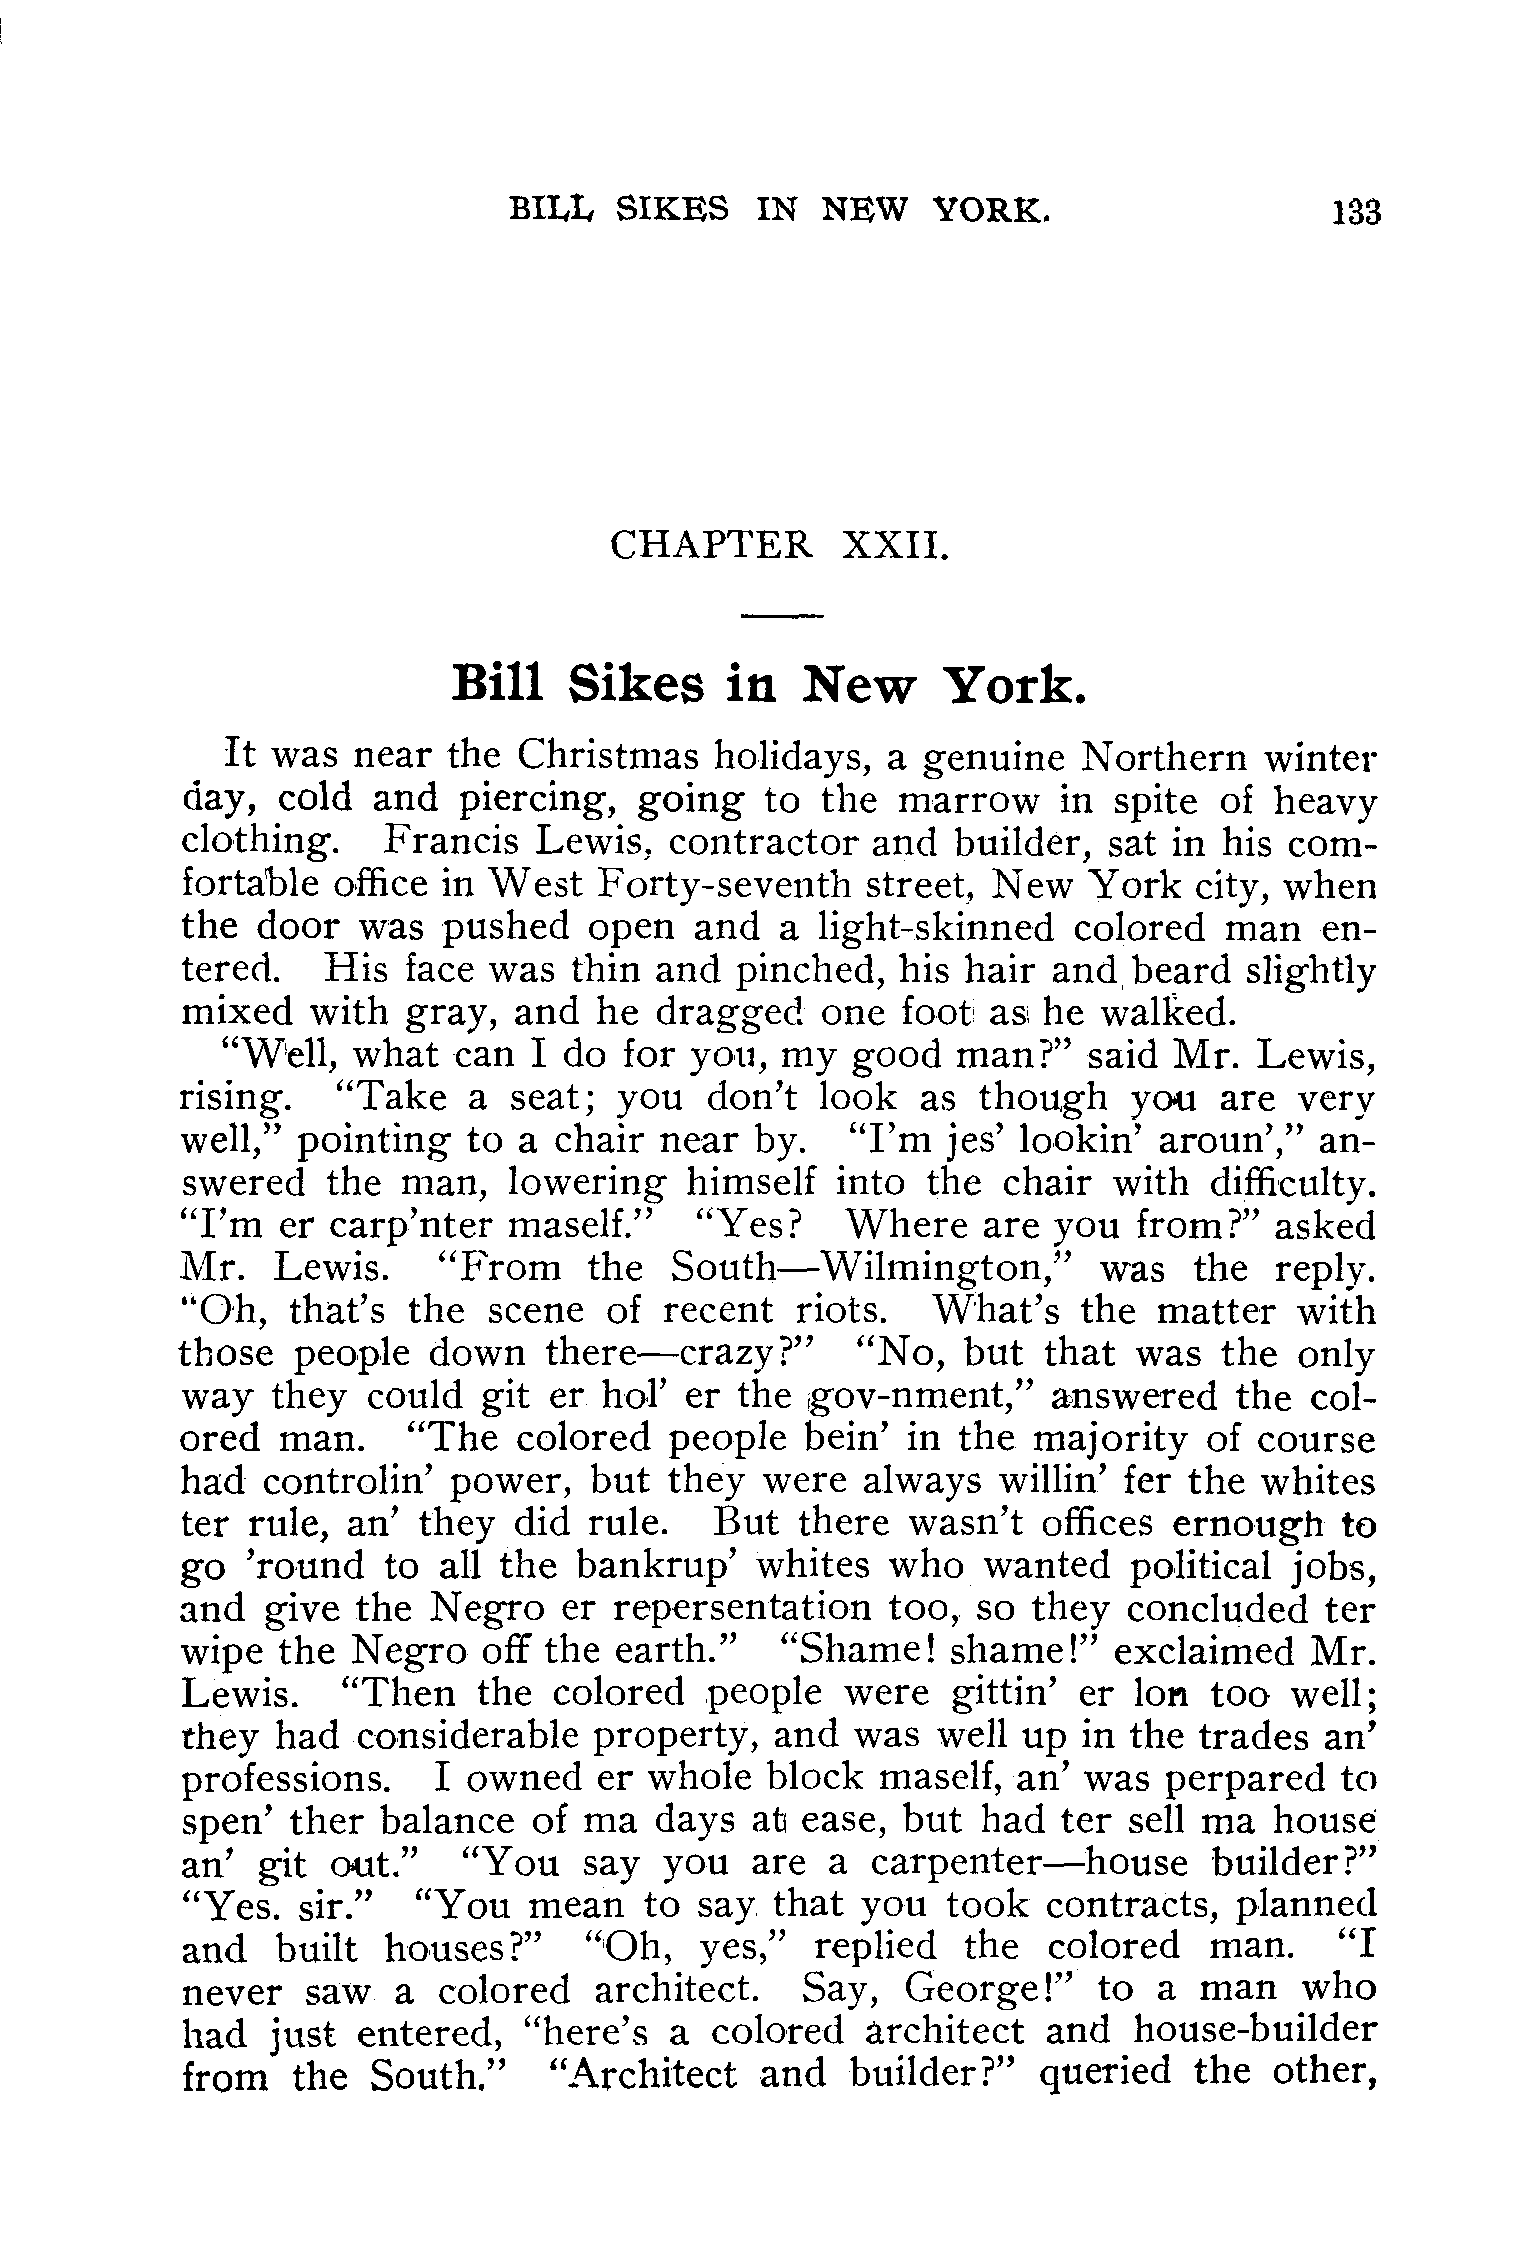 BILL SIKES IN NEW YORK. 133
CHAPTER XXII.
Bill Sikes in New York.
It was near the Christmas holidays, a genuine Northern winter
day, cold and piercing, going to the marrow in spite of heavy
clothing. Francis Lewis, contractor and builder, sat in his com-
fortable office in West Forty-seventh street, New York city, when
the door was pushed open and a light-skinned colored man en-
tered. His face was thin and pinched, his hair and beard slightly
mixed with gray, and he dragged one foot as he walked.
“Well, what can I do for you, my good man?” said Mr. Lewis,
rising. “Take a seat; you don’t look as though you are very
well,” pointing to a chair near by. “I’m jes’ lookin’ aroun’,” an-
swered the man, lowering himself into the chair with difficulty.
“I’m er carp’nter maself.” “Yes? Where are you from?” asked
Mr. Lewis. “From the South—Wilmington,” was the reply.
“Oh, that’s the scene of recent riots. What’s the matter with
those people down there—crazy?” “No, but that was the only
way they could git er hol’ er the gov-nment,” answered the col-
ored man. “The colored people bein’ in the majority of course
had controlin’ power, but they were always willin’ fer the whites
ter rule, an’ they did rule. But there wasn’t offices ernough to
go ’round to all the bankrup’ whites who wanted political jobs,
and give the Negro er repersentation too, so they concluded ter
wipe the Negro off the earth.” “Shame! shame!” exclaimed Mr.
Lewis. “Then the colored people were gittin’ er lon too well;
they had considerable property, and was well up in the trades an’
professions. I owned er whole block maself, an’ was perpared to
spen’ ther balance of ma days at ease, but had ter sell ma house
an’ git out.” “You say you are a carpenter—house builder?”
“Yes. sir.” “You mean to say that you took contracts, planned
and built houses?” “Oh, yes,” replied the colored man. “I
never saw a colored architect. Say, George!” to a man who
had just entered, “here’s a colored architect and house-builder
from the South.” “Architect and builder?” queried the other,